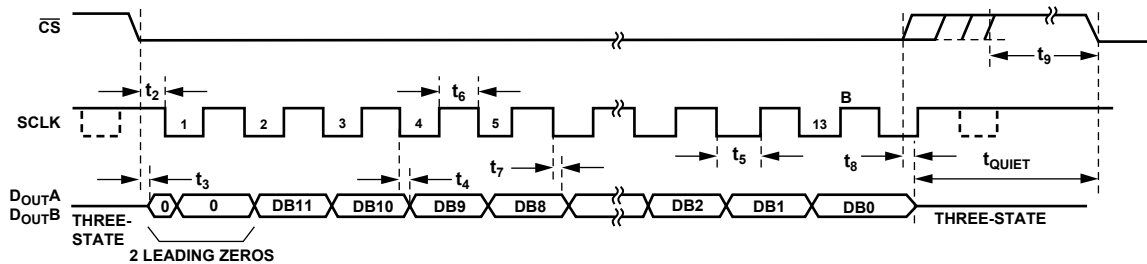 CS
t9
t2
t6
B
SCLK
1 2 3 4 5 13
t3
t7
t4
t5
t8
tQUIET
DOUTA
DOUTB
0 0 DB11 DB10 DB9 DB8 DB2 DB1 DB0
THREE-
STATE
THREE-STATE
2 LEADING ZEROS